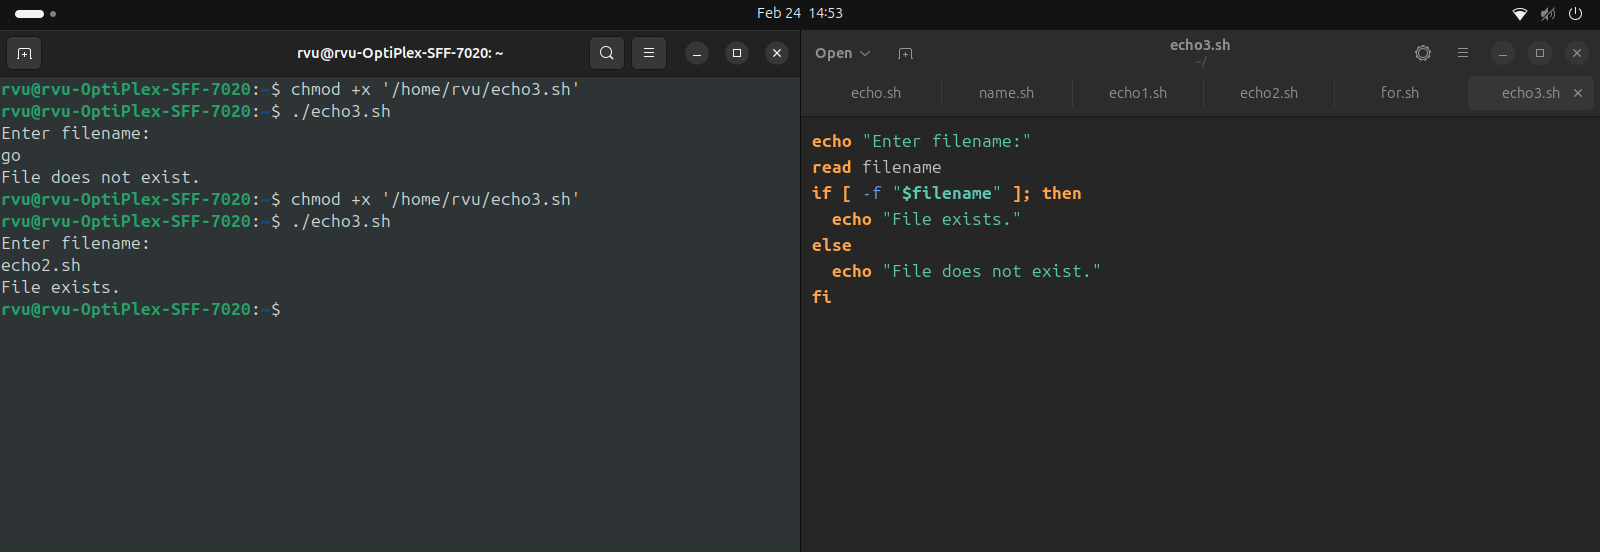 Feb 24 14:53
rvu@rvu-OptiPlex-SFF-7020: ~
rvu@rvu-OptiPlex-SFF-7020:~$ chmod +x '/home/rvu/echo3.sh'
rvu@rvu-OptiPlex-SFF-7020:~$ ./echo3.sh
Enter filename:
go
File does not exist.
rvu@rvu-OptiPlex-SFF-7020:~$ chmod +x '/home/rvu/echo3.sh'
rvu@rvu-OptiPlex-SFF-7020:~$ ./echo3.sh
Enter filename:
echo2.sh
File exists.
rvu@rvu-OptiPlex-SFF-7020:~$
Open
echo3.sh
~/
echo.sh name.sh echo1.sh echo2.sh for.sh echo3.sh
echo "Enter filename:"
read filename
if [ -f "$filename" ]; then
  echo "File exists."
else
  echo "File does not exist."
fi